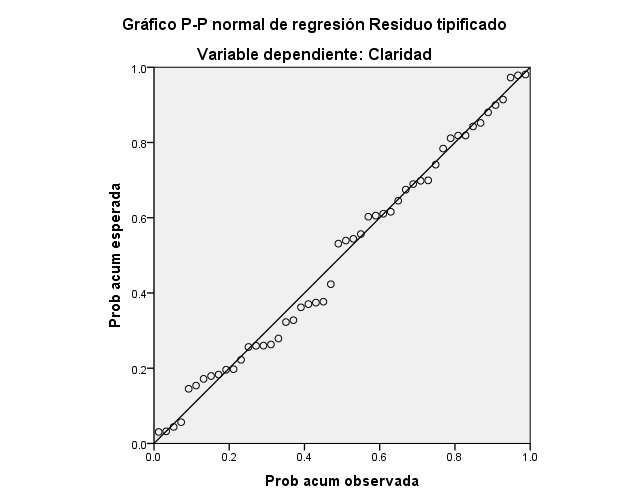 Gráfico P-P normal de regresión Residuo tipificado
Variable dependiente: Claridad
1.0
0.8
0.6
0.4
0.2
0.0
Prob acum esperada
0.0 0.2 0.4 0.6 0.8 1.0
Prob acum observada